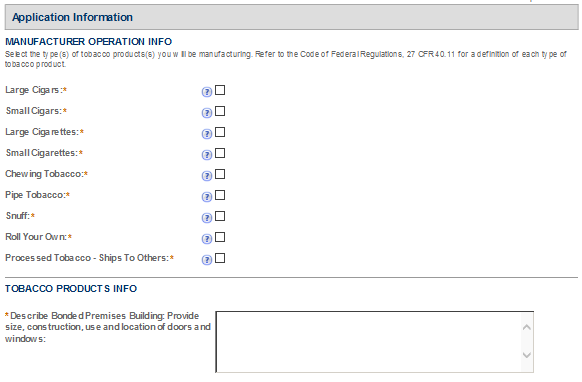 Application Information
MANUFACTURER OPERATION INFO
Select the type(s) of tobacco products(s) you will be manufacturing. Refer to the Code of Federal Regulations, 27 CFR 40.11 for a definition of each type of
tobacco product.
Large Cigars:*
Small Cigars:*
Large Cigarettes:*
Small Cigarettes:*
Chewing Tobacco:*
Pipe Tobacco:*
Snuff:*
Roll Your Own:*
Processed Tobacco - Ships To Others:*
TOBACCO PRODUCTS INFO
*Describe Bonded Premises Building: Provide
size, construction, use and location of doors and
windows: